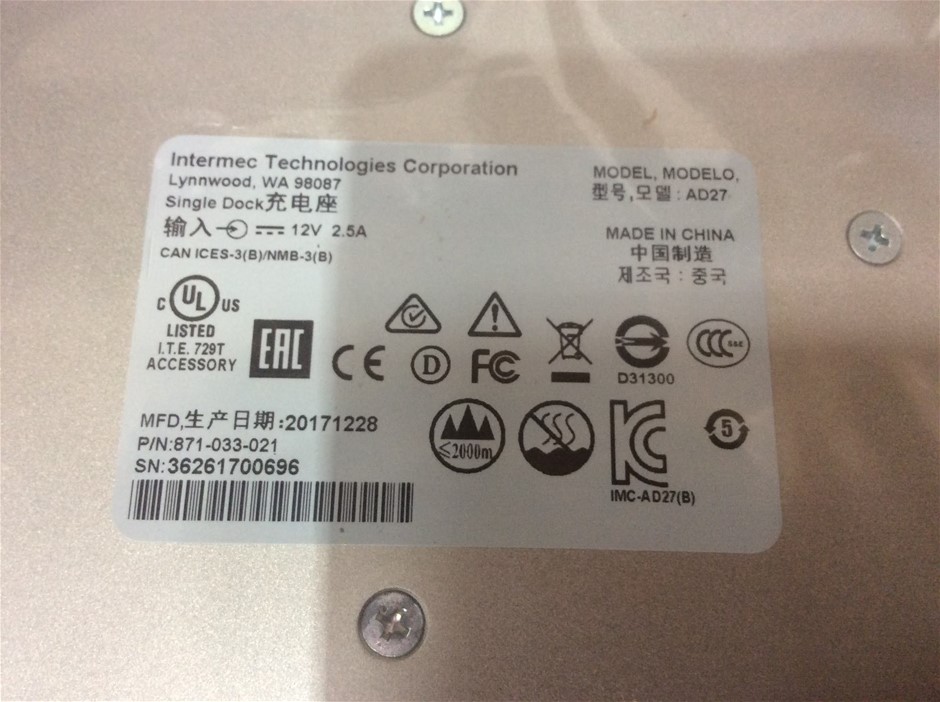 Intermec Technologies Corporation
Lynnwood, WA 98087
Single Dock充电座
输入 12V 2.5A
CAN ICES-3(B)/NMB-3(B)
MODEL, MODELO,
型号,모델 : AD27
MADE IN CHINA
中国制造
제조국 : 중국
C UL US
LISTED
I.T.E. 729T
ACCESSORY
EAC
CE
D
FC
D31300
CCC
S&E
MFD,生产日期:20171228
P/N:871-033-021
SN:36261700696
≤2000m
KC
IMC-AD27(B)
5